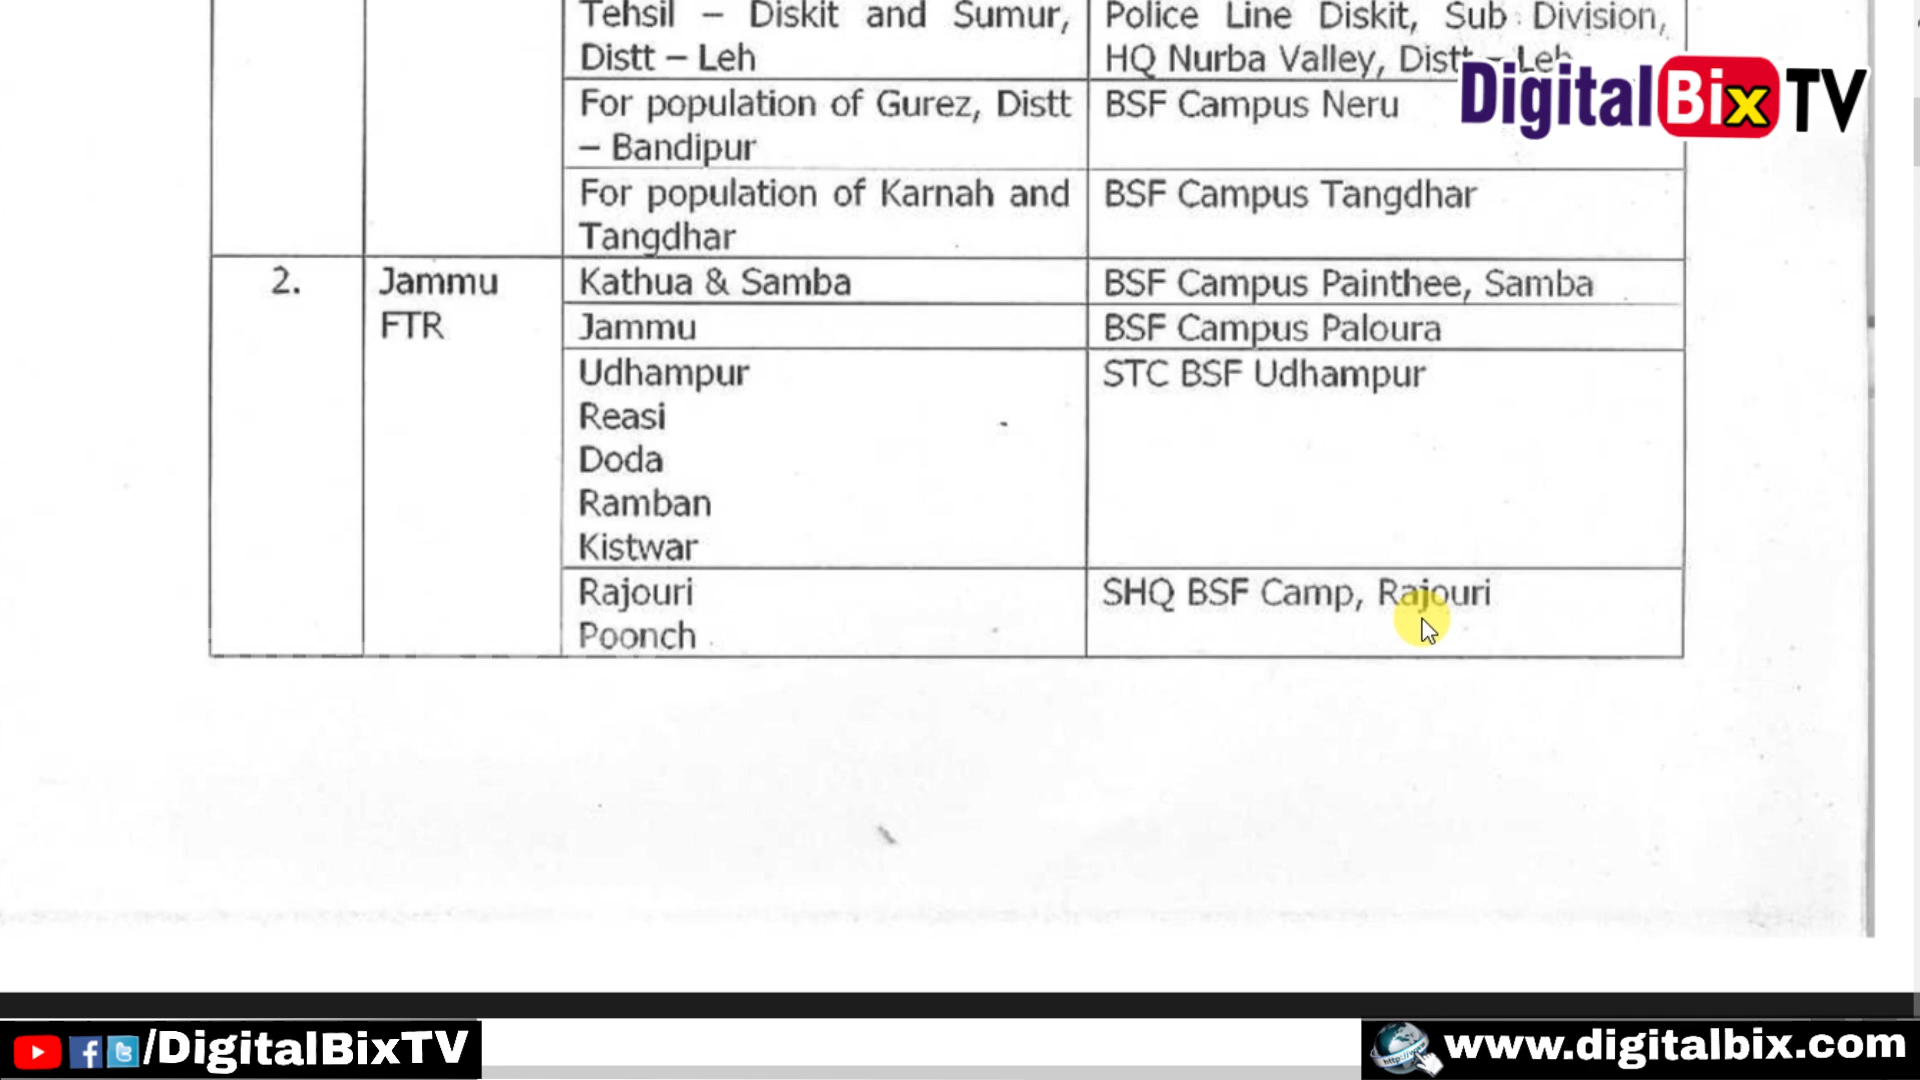 Tehsil – Diskit and Sumur,
Distt – Leh
Police Line Diskit, Sub Division,
HQ Nurba Valley, Distt – Leh
For population of Gurez, Distt
– Bandipur
BSF Campus Neru
For population of Karnah and
Tangdhar
BSF Campus Tangdhar
2.
Jammu
FTR
Kathua & Samba
BSF Campus Painthee, Samba
Jammu
BSF Campus Paloura
Udhampur
Reasi
Doda
Ramban
Kistwar
STC BSF Udhampur
Rajouri
Poonch
SHQ BSF Camp, Rajouri
DigitalBixTV
/DigitalBixTV
www.digitalbix.com